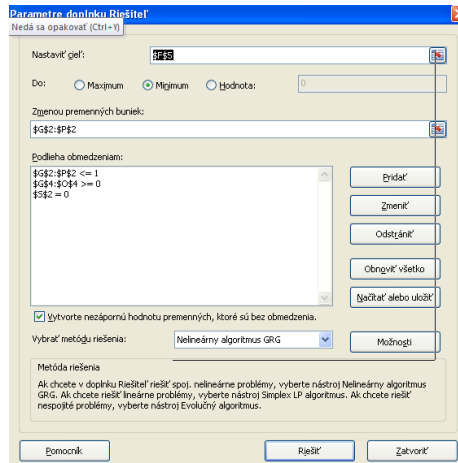 Parametre doplnku Riešiteľ
Nedá sa opakovať (Ctrl+Y)
Nastaviť cieľ:
$F$5
Do:
Maximum
Minimum
Hodnota:
0
Zmenou premenných buniek:
$G$2:$P$2
Podlieha obmedzeniam:
$G$2:$P$2 <= 1
$G$4:$O$4 >= 0
$S$2 = 0
Pridať
Zmeniť
Odstrániť
Obnoviť všetko
Načítať alebo uložiť
Vytvorte nezápornú hodnotu premenných, ktoré sú bez obmedzenia.
Vybrať metódu riešenia:
Nelineárny algoritmus GRG
Možnosti
Metóda riešenia
Ak chcete v doplnku Riešiteľ riešiť spoj. nelineárne problémy, vyberte nástroj Nelineárny algoritmus
GRG. Ak chcete riešiť lineárne problémy, vyberte nástroj Simplex LP algoritmus. Ak chcete riešiť
nespojité problémy, vyberte nástroj Evolučný algoritmus.
Pomocník
Riešiť
Zatvoriť